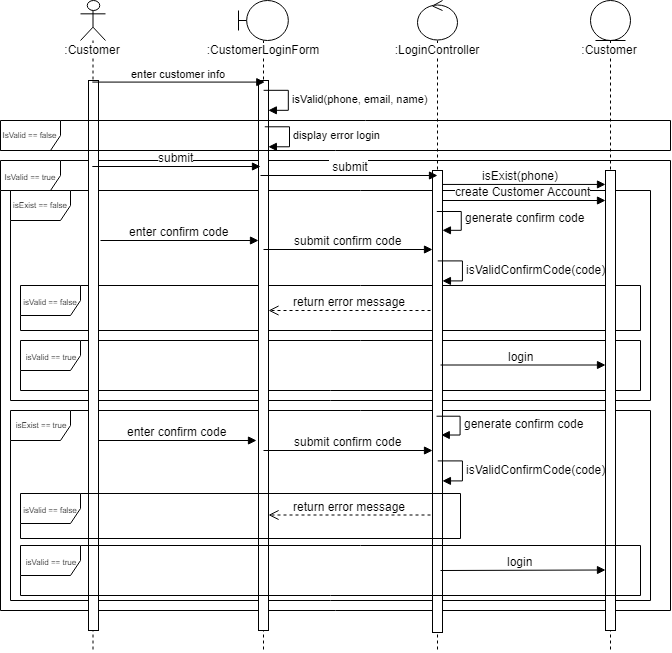 :Customer
:CustomerLoginForm
:LoginController
:Customer
enter customer info
isValid(phone, email, name)
IsValid == false
display error login
submit
IsValid == true
submit
isExist(phone)
create Customer Account
isExist == false
generate confirm code
enter confirm code
submit confirm code
isValidConfirmCode(code)
isValid == false
return error message
isValid == true
login
isExist == true
generate confirm code
enter confirm code
submit confirm code
isValidConfirmCode(code)
isValid == false
return error message
isValid == true
login